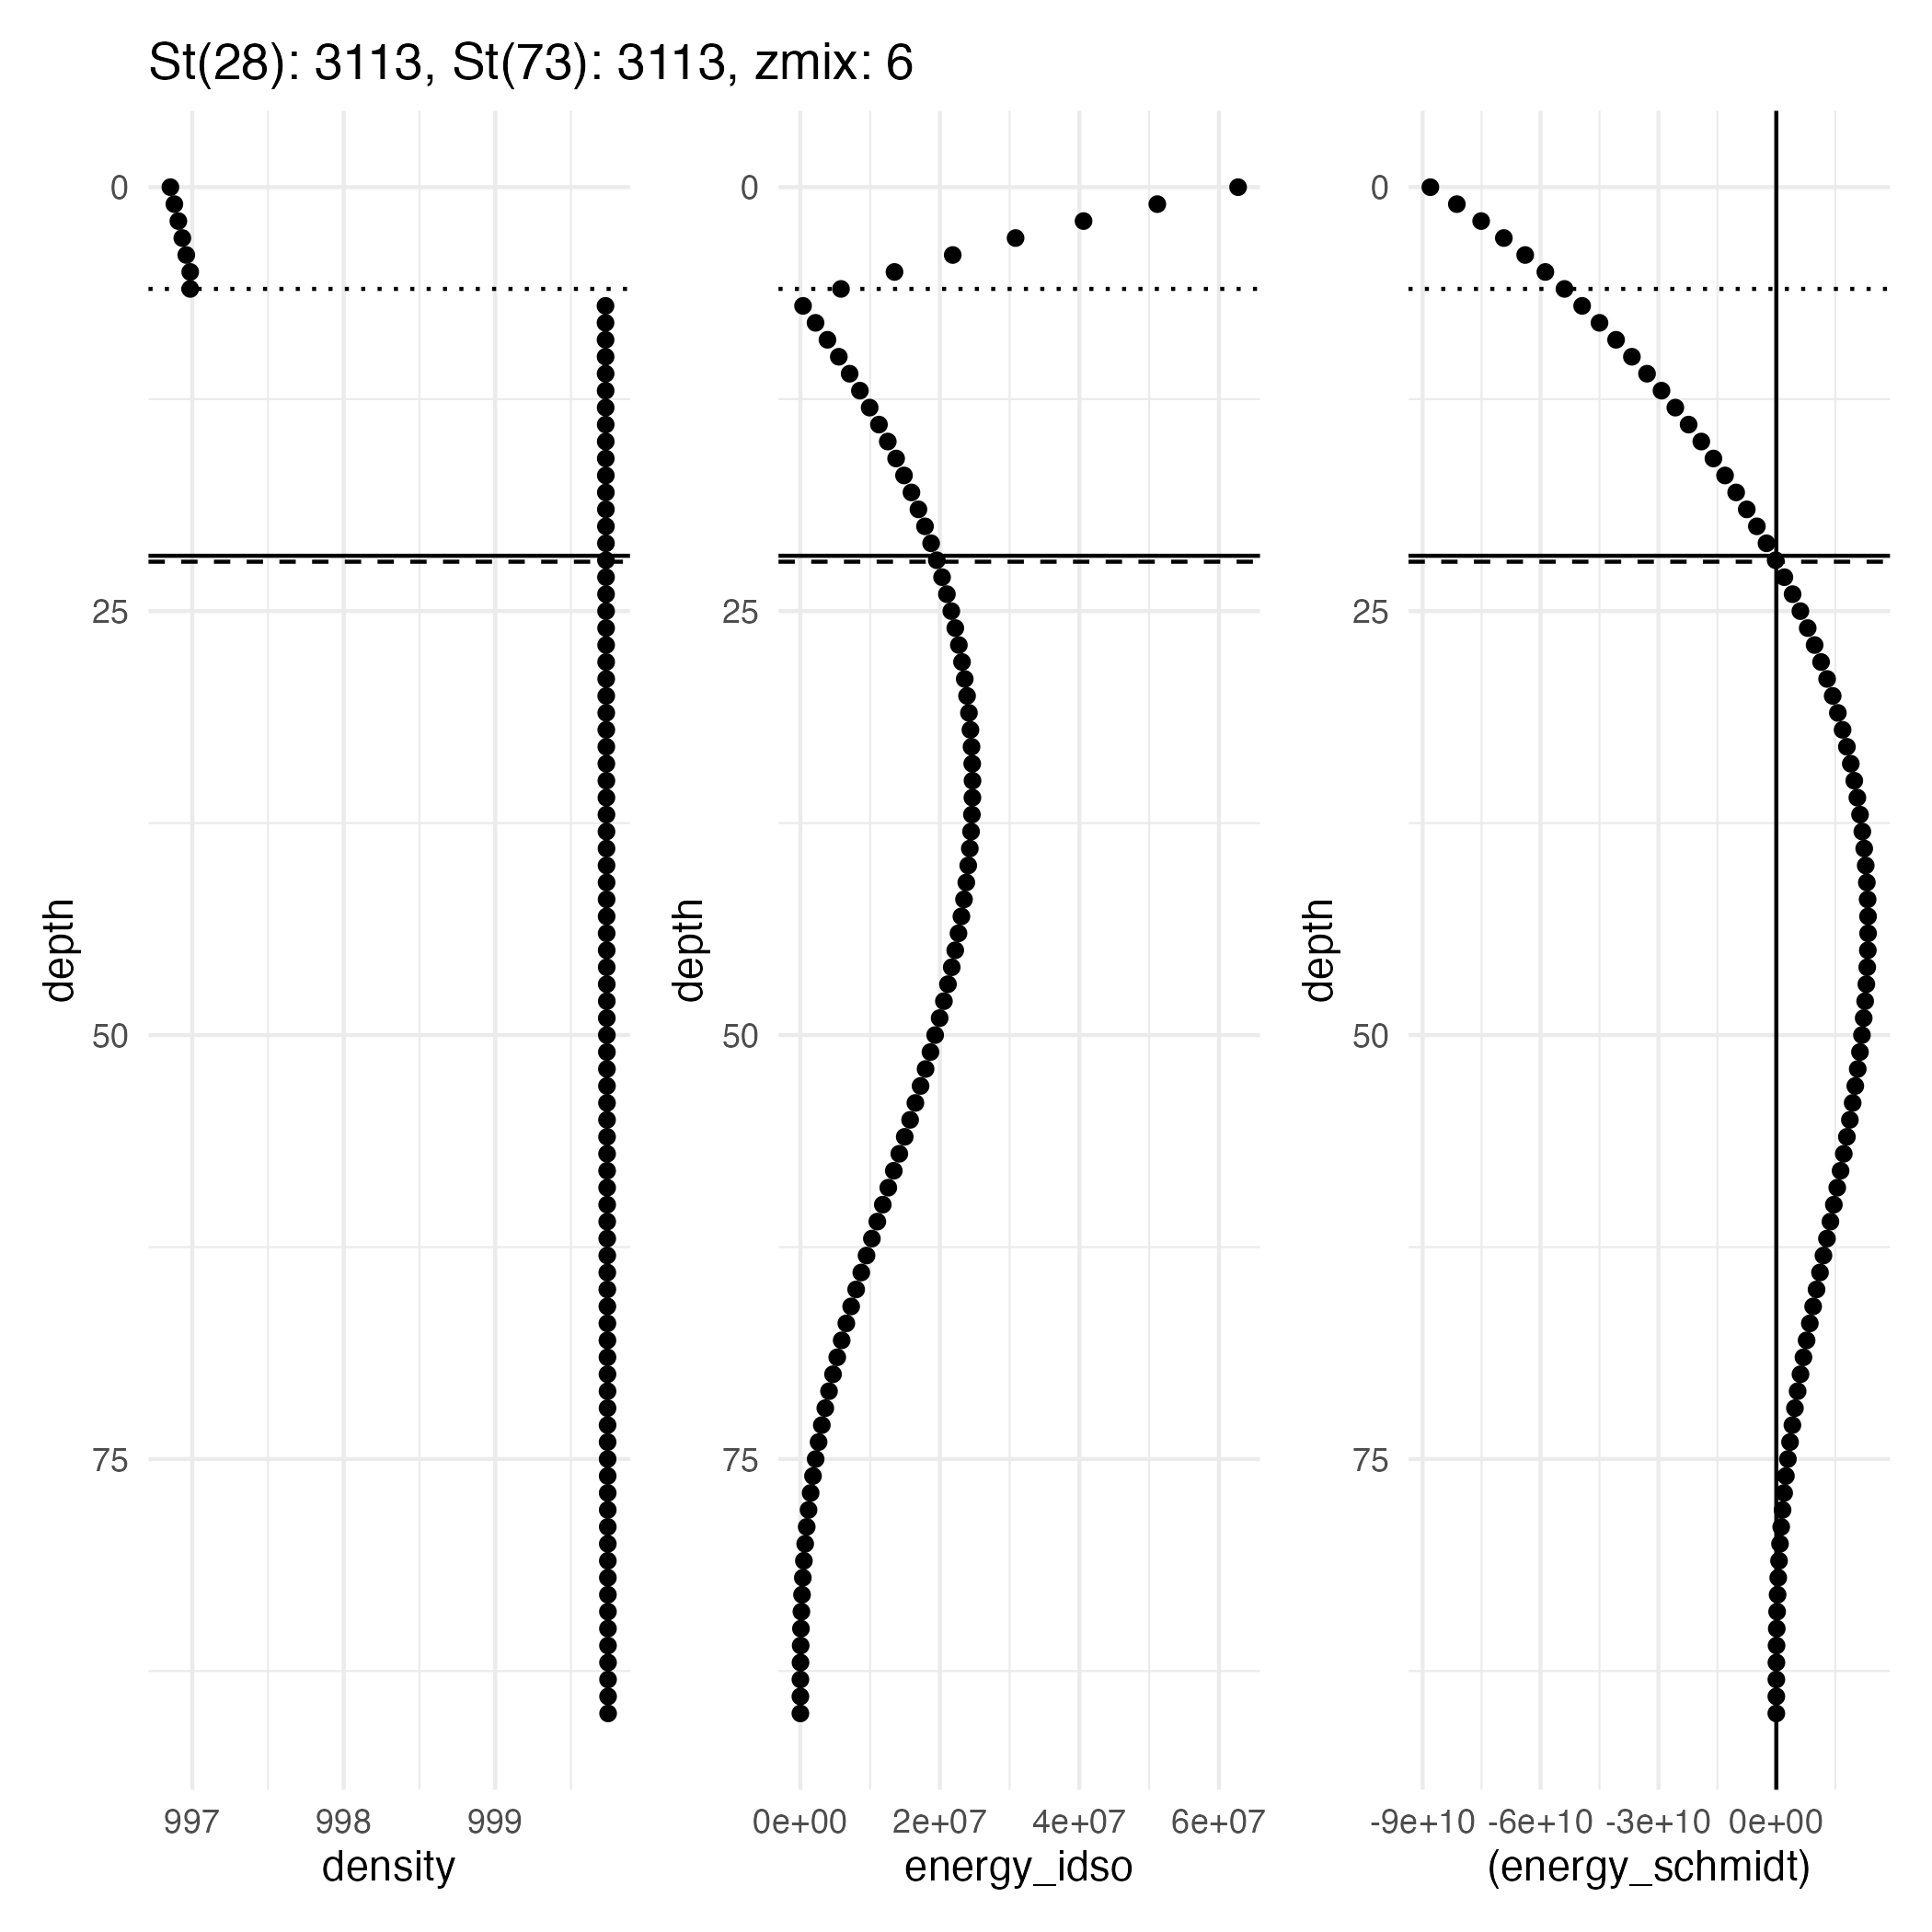 St(28): 3113, St(73): 3113, zmix: 6
0
25
50
75
depth
997 998 999
density
0
25
50
75
depth
0e+00 2e+07 4e+07 6e+07
energy_idso
0
25
50
75
depth
-9e+10 -6e+10 -3e+10 0e+00
(energy_schmidt)